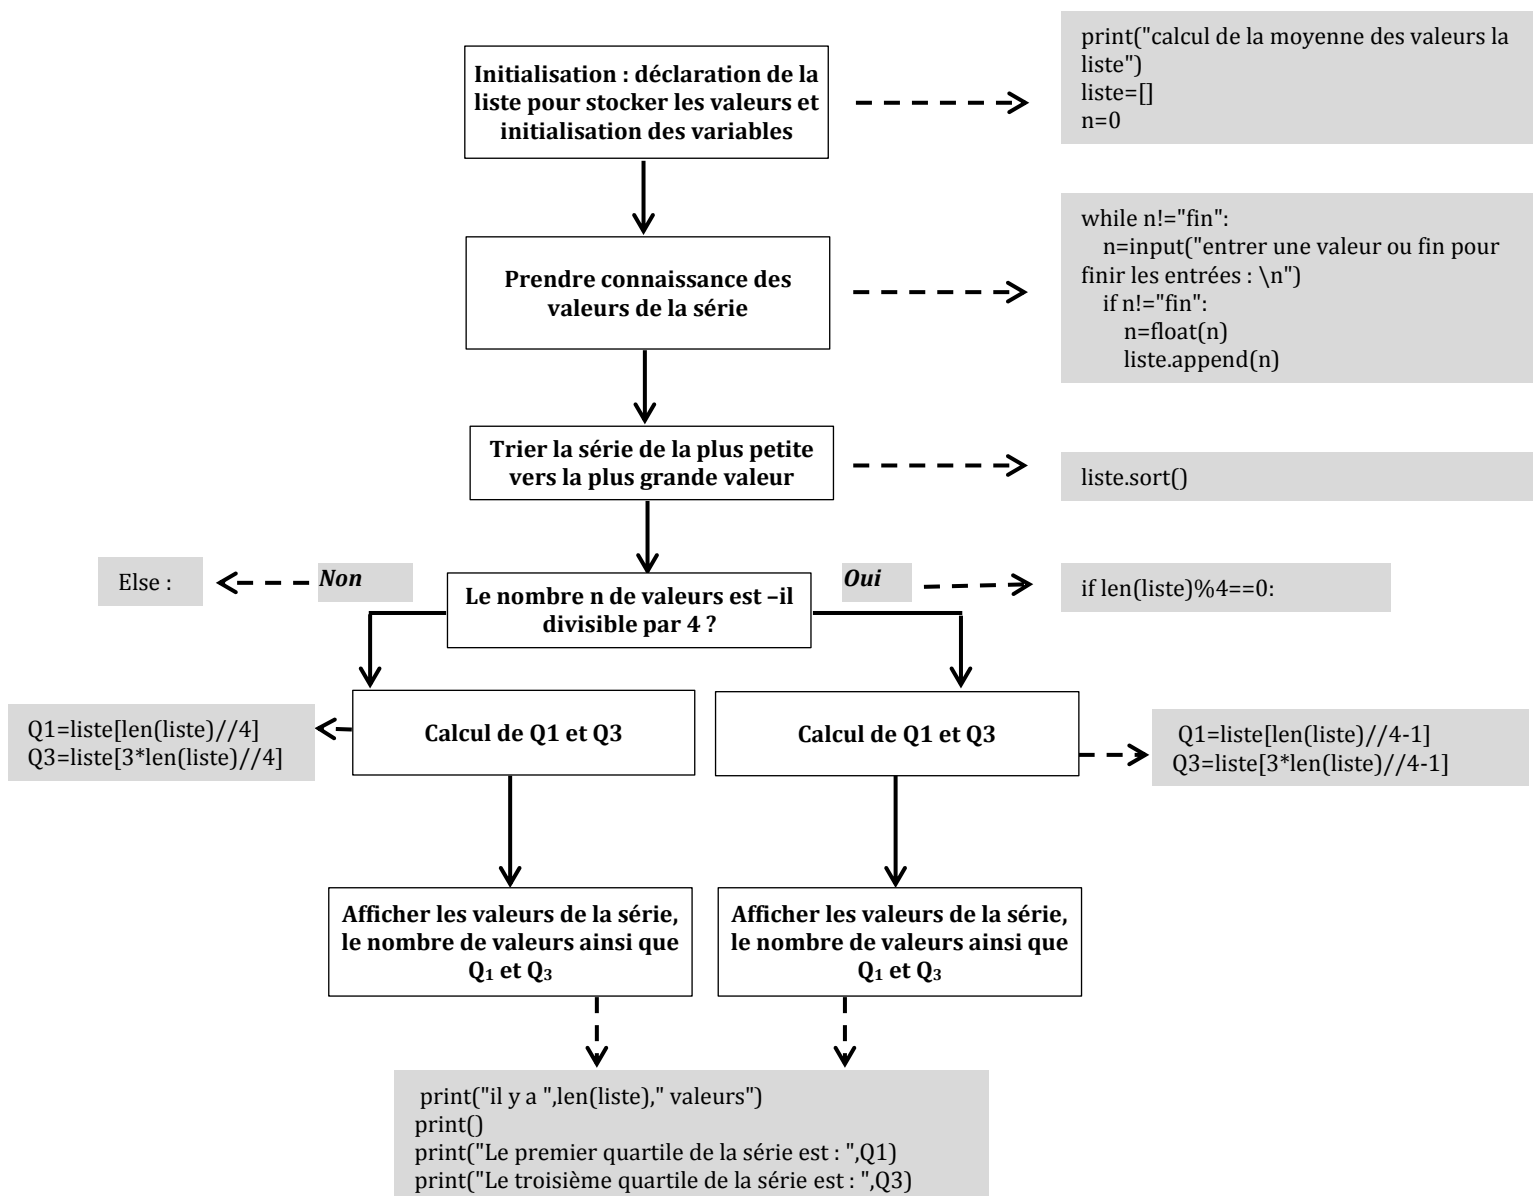 Initialisation : déclaration de la
liste pour stocker les valeurs et
initialisation des variables
print("calcul de la moyenne des valeurs la
liste")
liste=[]
n=0
Prendre connaissance des
valeurs de la série
while n!="fin":
n=input("entrer une valeur ou fin pour
finir les entrées : \n")
if n!="fin":
n=float(n)
liste.append(n)
Trier la série de la plus petite
vers la plus grande valeur
liste.sort()
Else :
Non
Le nombre n de valeurs est –il
divisible par 4 ?
Oui
if len(liste)%4==0:
Q1=liste[len(liste)//4]
Q3=liste[3*len(liste)//4]
Calcul de Q1 et Q3
Calcul de Q1 et Q3
Q1=liste[len(liste)//4-1]
Q3=liste[3*len(liste)//4-1]
Afficher les valeurs de la série,
le nombre de valeurs ainsi que
Q₁ et Q₃
Afficher les valeurs de la série,
le nombre de valeurs ainsi que
Q₁ et Q₃
print("il y a ",len(liste)," valeurs")
print()
print("Le premier quartile de la série est : ",Q1)
print("Le troisième quartile de la série est : ",Q3)